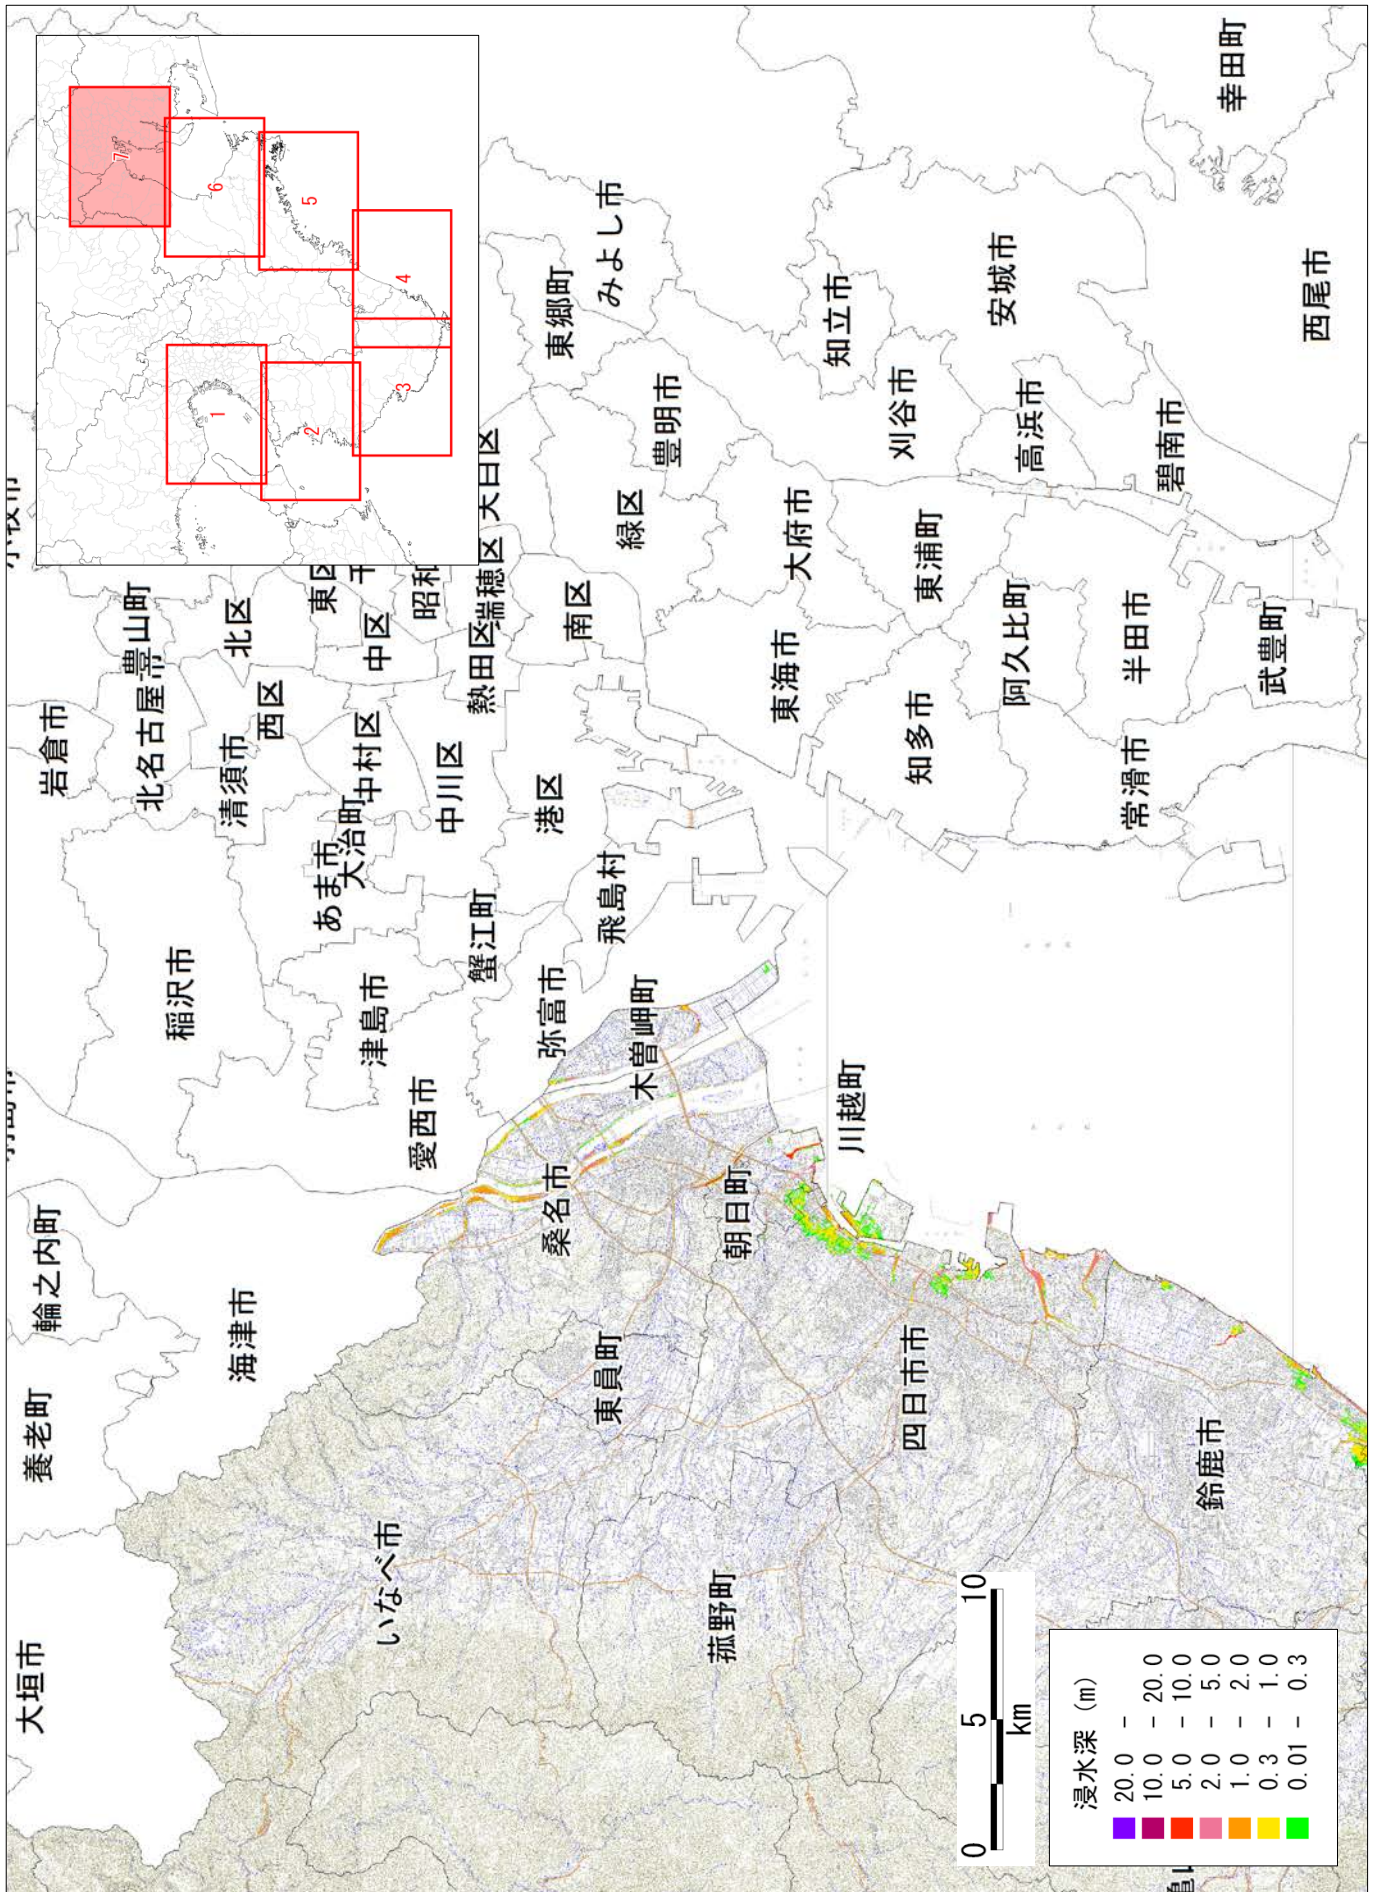 7
6
5
4
3
2
1
大垣市
養老町
輪之内町
海津市
稲沢市
岩倉市
北名古屋市
豊山町
清須市
西区
北区
東区
あま市
大治町
中村区
中区
津島市
愛西市
中川区
昭和
蟹江町
熱田区
瑞穂区
天白区
弥富市
飛島村
港区
南区
緑区
東郷町
みよし市
豊明市
木曽岬町
桑名市
いなべ市
東員町
朝日町
川越町
菰野町
四日市市
鈴鹿市
東海市
大府市
知立市
刈谷市
知多市
東浦町
阿久比町
高浜市
安城市
常滑市
半田市
碧南市
武豊町
西尾市
幸田町
0 5 10
km
浸水深 (m)
20.0 -
10.0 - 20.0
5.0 - 10.0
2.0 - 5.0
1.0 - 2.0
0.3 - 1.0
0.01 - 0.3